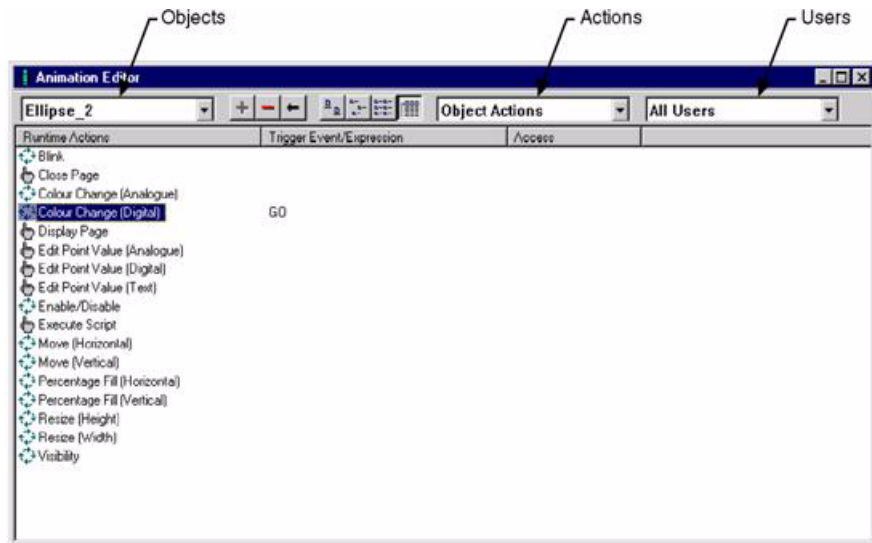 Objects
Actions
Users
Animation Editor
Ellipse_2
Object Actions
All Users
Runtime Actions
Trigger Event/Expression
Access
Blink
Close Page
Colour Change (Analogue)
Colour Change (Digital)
GO
Display Page
Edit Point Value (Analogue)
Edit Point Value (Digital)
Edit Point Value (Text)
Enable/Disable
Execute Script
Move (Horizontal)
Move (Vertical)
Percentage Fill (Horizontal)
Percentage Fill (Vertical)
Resize (Height)
Resize (Width)
Visibility